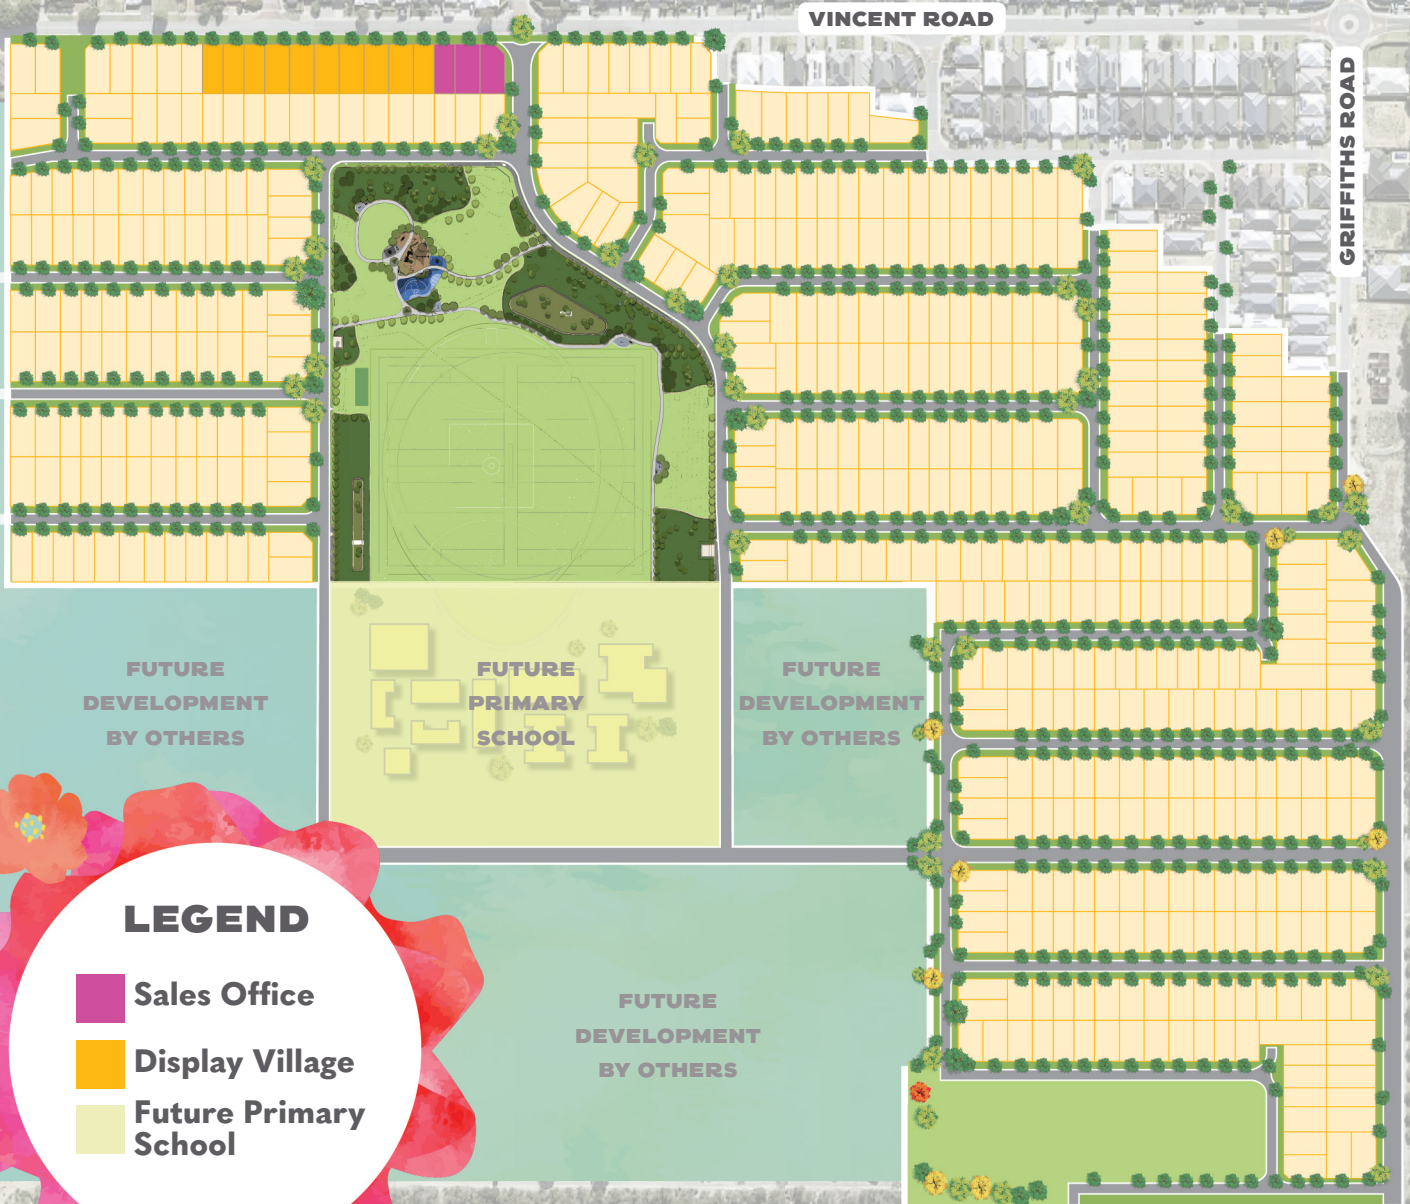 VINCENT ROAD
GRIFFITHS ROAD
FUTURE
DEVELOPMENT
BY OTHERS
FUTURE
PRIMARY
SCHOOL
FUTURE
DEVELOPMENT
BY OTHERS
FUTURE
DEVELOPMENT
BY OTHERS
LEGEND
Sales Office
Display Village
Future Primary
School